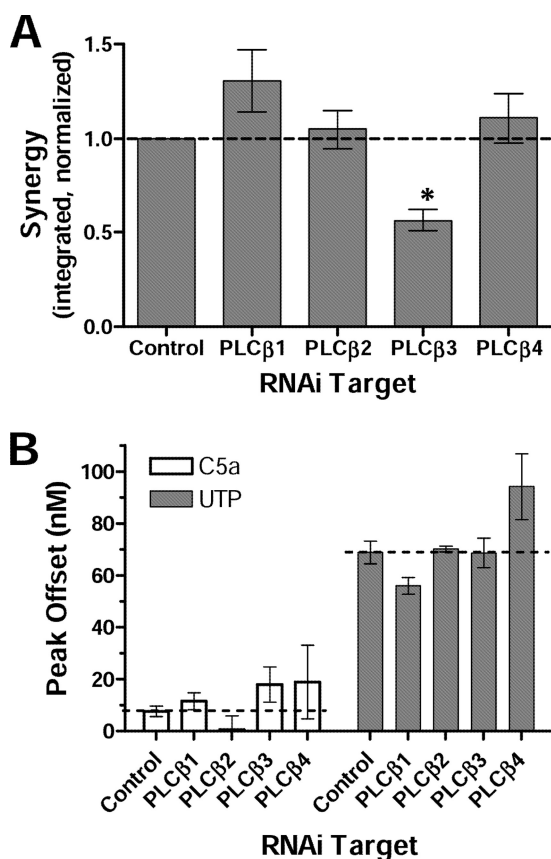 A
Synergy
(integrated, normalized)
1.5
1.0
0.5
0.0
*
Control PLCβ1 PLCβ2 PLCβ3 PLCβ4
RNAi Target
B
Peak Offset (nM)
C5a
UTP
100
80
60
40
20
0
Control PLCβ1 PLCβ2 PLCβ3 PLCβ4 Control PLCβ1 PLCβ2 PLCβ3 PLCβ4
RNAi Target